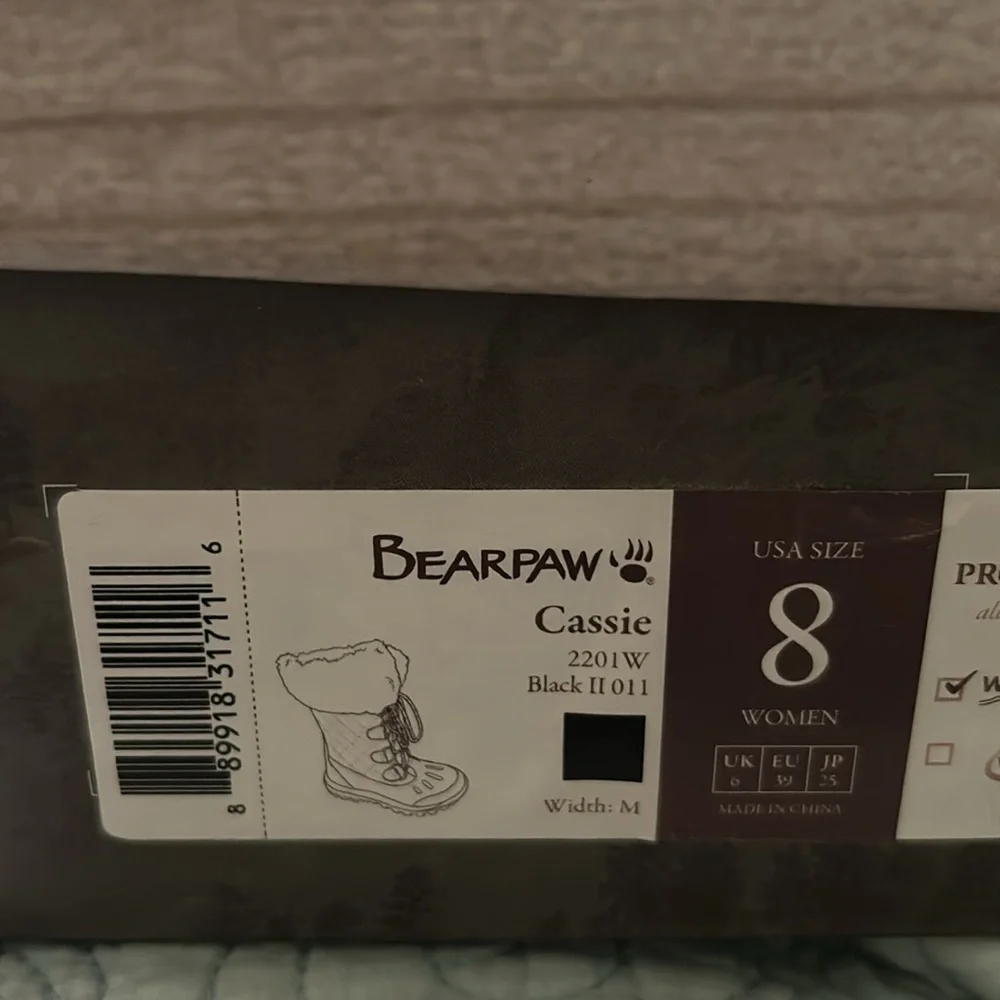 8 89918 31711 6
BEARPAW®
Cassie
2201W
Black II 011
Width: M
USA SIZE
8
WOMEN
UK EU JP
6 39 25
MADE IN CHINA